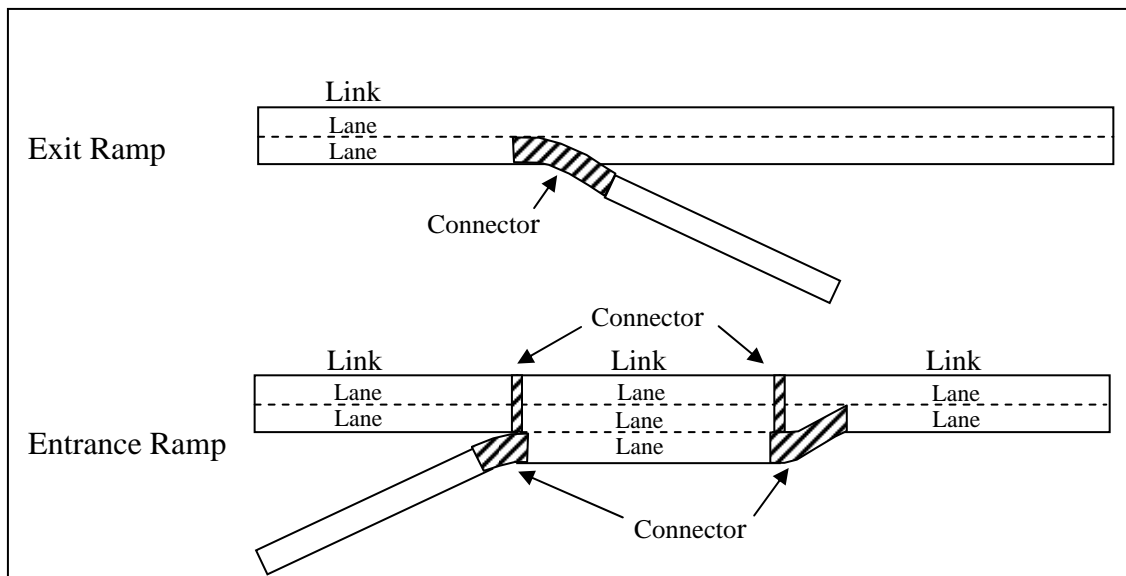 Link
Lane
Exit Ramp
Lane
Connector
Connector
Link Link Link
Lane Lane Lane
Lane Lane Lane
Entrance Ramp
Lane
Connector